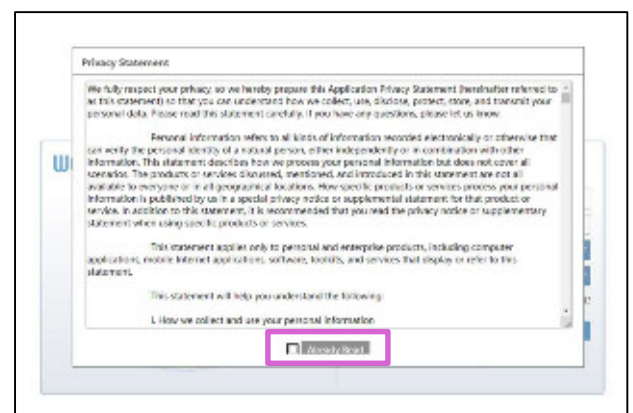 Privacy Statement
We fully respect your privacy, so we hereby prepare this Application Privacy Statement (hereinafter referred to
as this statement) so that you can understand how we collect, use, disclose, protect, store, and transmit your
personal data. Please read this statement carefully. If you have any questions, please let us know.
Personal information refers to all kinds of information recorded electronically or otherwise that
can verify the personal identity of a natural person, either independently or in combination with other
information. This statement describes how we process your personal information but does not cover all
scenarios. The products or services discussed, mentioned, and introduced in this statement are not all
available to everyone or in all geographical locations. How specific products or services process your personal
information is published by us in a special privacy notice or supplemental statement for that product or
service. In addition to this statement, it is recommended that you read the privacy notice or supplementary
statement when using specific products or services.
This statement applies only to personal and enterprise products, including computer
applications, mobile Internet applications, software, toolkits, and services that display or refer to this
statement.
This statement will help you understand the following:
I. How we collect and use your personal information
Already Read